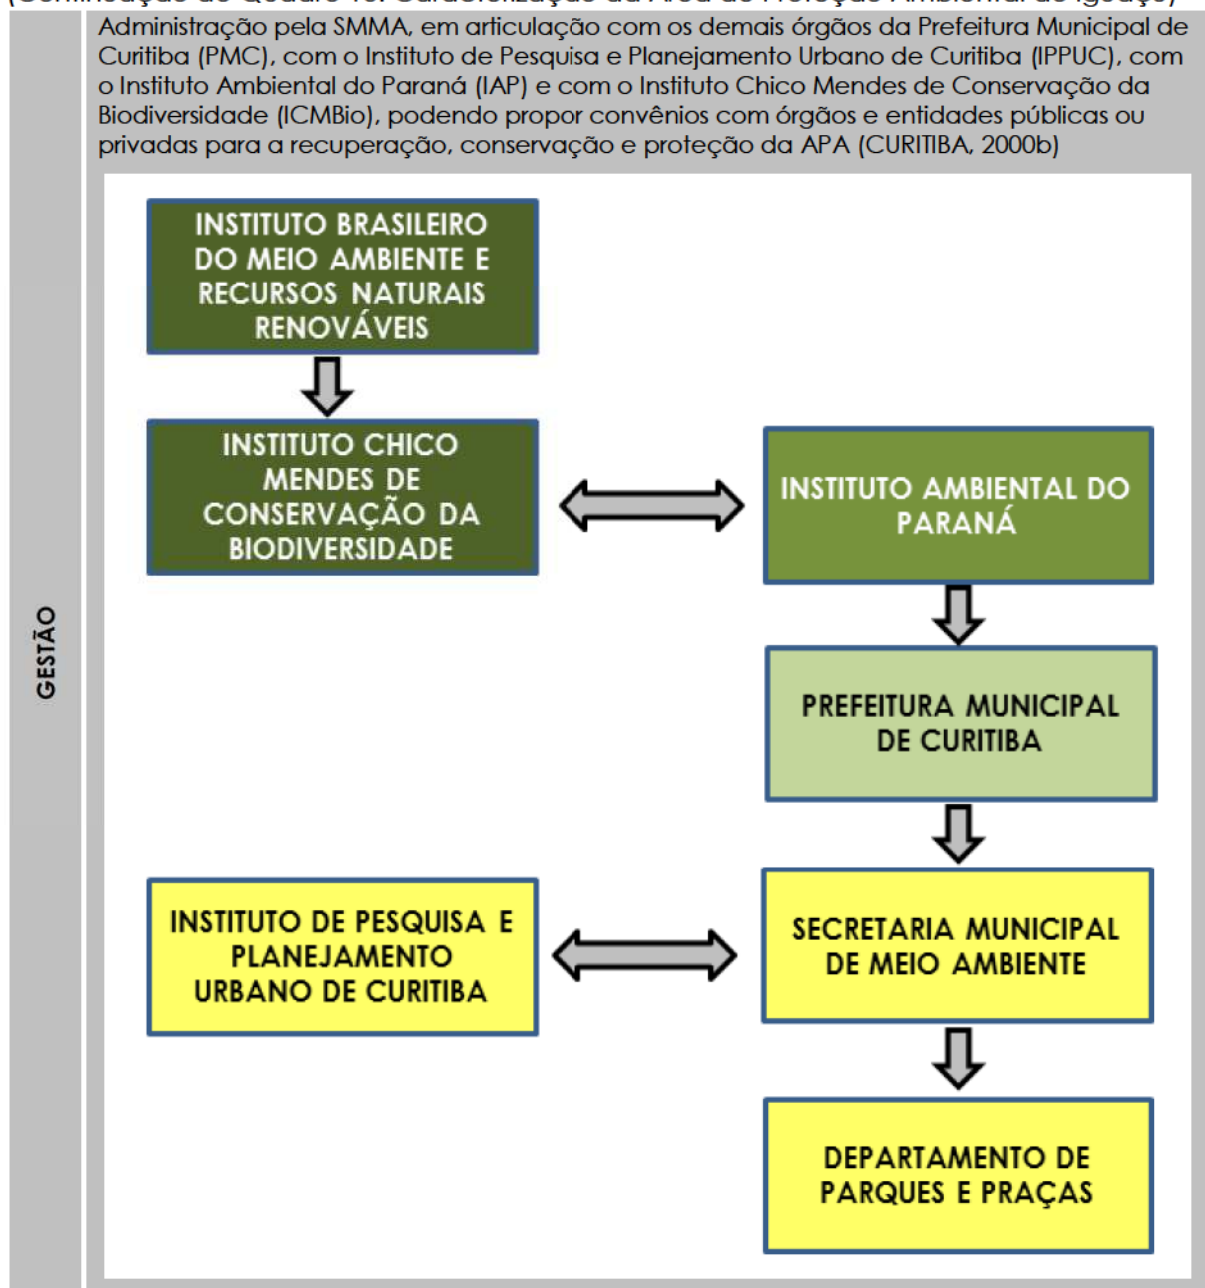 Administração pela SMMA, em articulação com os demais órgãos da Prefeitura Municipal de
Curitiba (PMC), com o Instituto de Pesquisa e Planejamento Urbano de Curitiba (IPPUC), com
o Instituto Ambiental do Paraná (IAP) e com o Instituto Chico Mendes de Conservação da
Biodiversidade (ICMBio), podendo propor convênios com órgãos e entidades públicas ou
privadas para a recuperação, conservação e proteção da APA (CURITIBA, 2000b)
GESTÃO
INSTITUTO BRASILEIRO
DO MEIO AMBIENTE E
RECURSOS NATURAIS
RENOVÁVEIS
INSTITUTO CHICO
MENDES DE
CONSERVAÇÃO DA
BIODIVERSIDADE
INSTITUTO AMBIENTAL DO
PARANÁ
PREFEITURA MUNICIPAL
DE CURITIBA
INSTITUTO DE PESQUISA E
PLANEJAMENTO
URBANO DE CURITIBA
SECRETARIA MUNICIPAL
DE MEIO AMBIENTE
DEPARTAMENTO DE
PARQUES E PRAÇAS